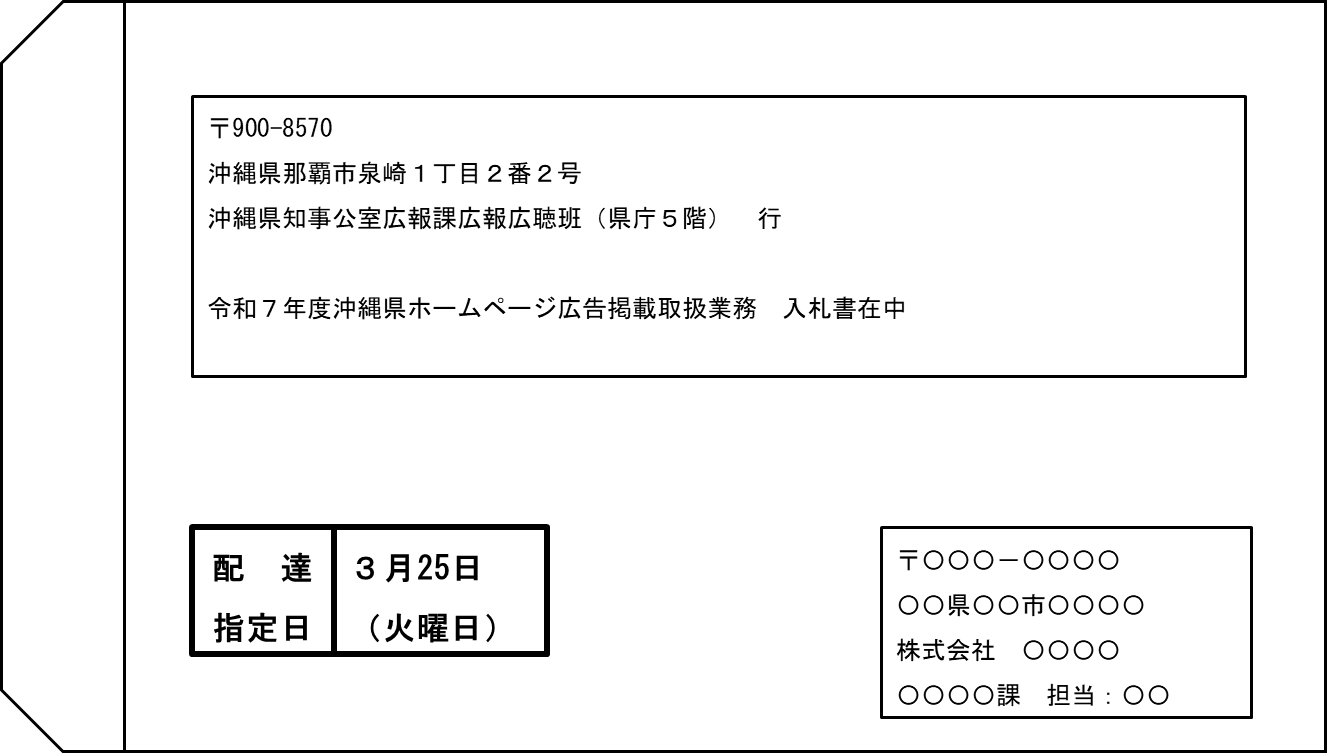 〒900-8570
沖縄県那覇市泉崎１丁目２番２号
沖縄県知事公室広報課広報広聴班（県庁５階）　行
令和７年度沖縄県ホームページ広告掲載取扱業務　入札書在中
配　達
指定日
３月25日
（火曜日）
〒○○○－○○○○
○○県○○市○○○○
株式会社　○○○○
○○○○課　担当：○○